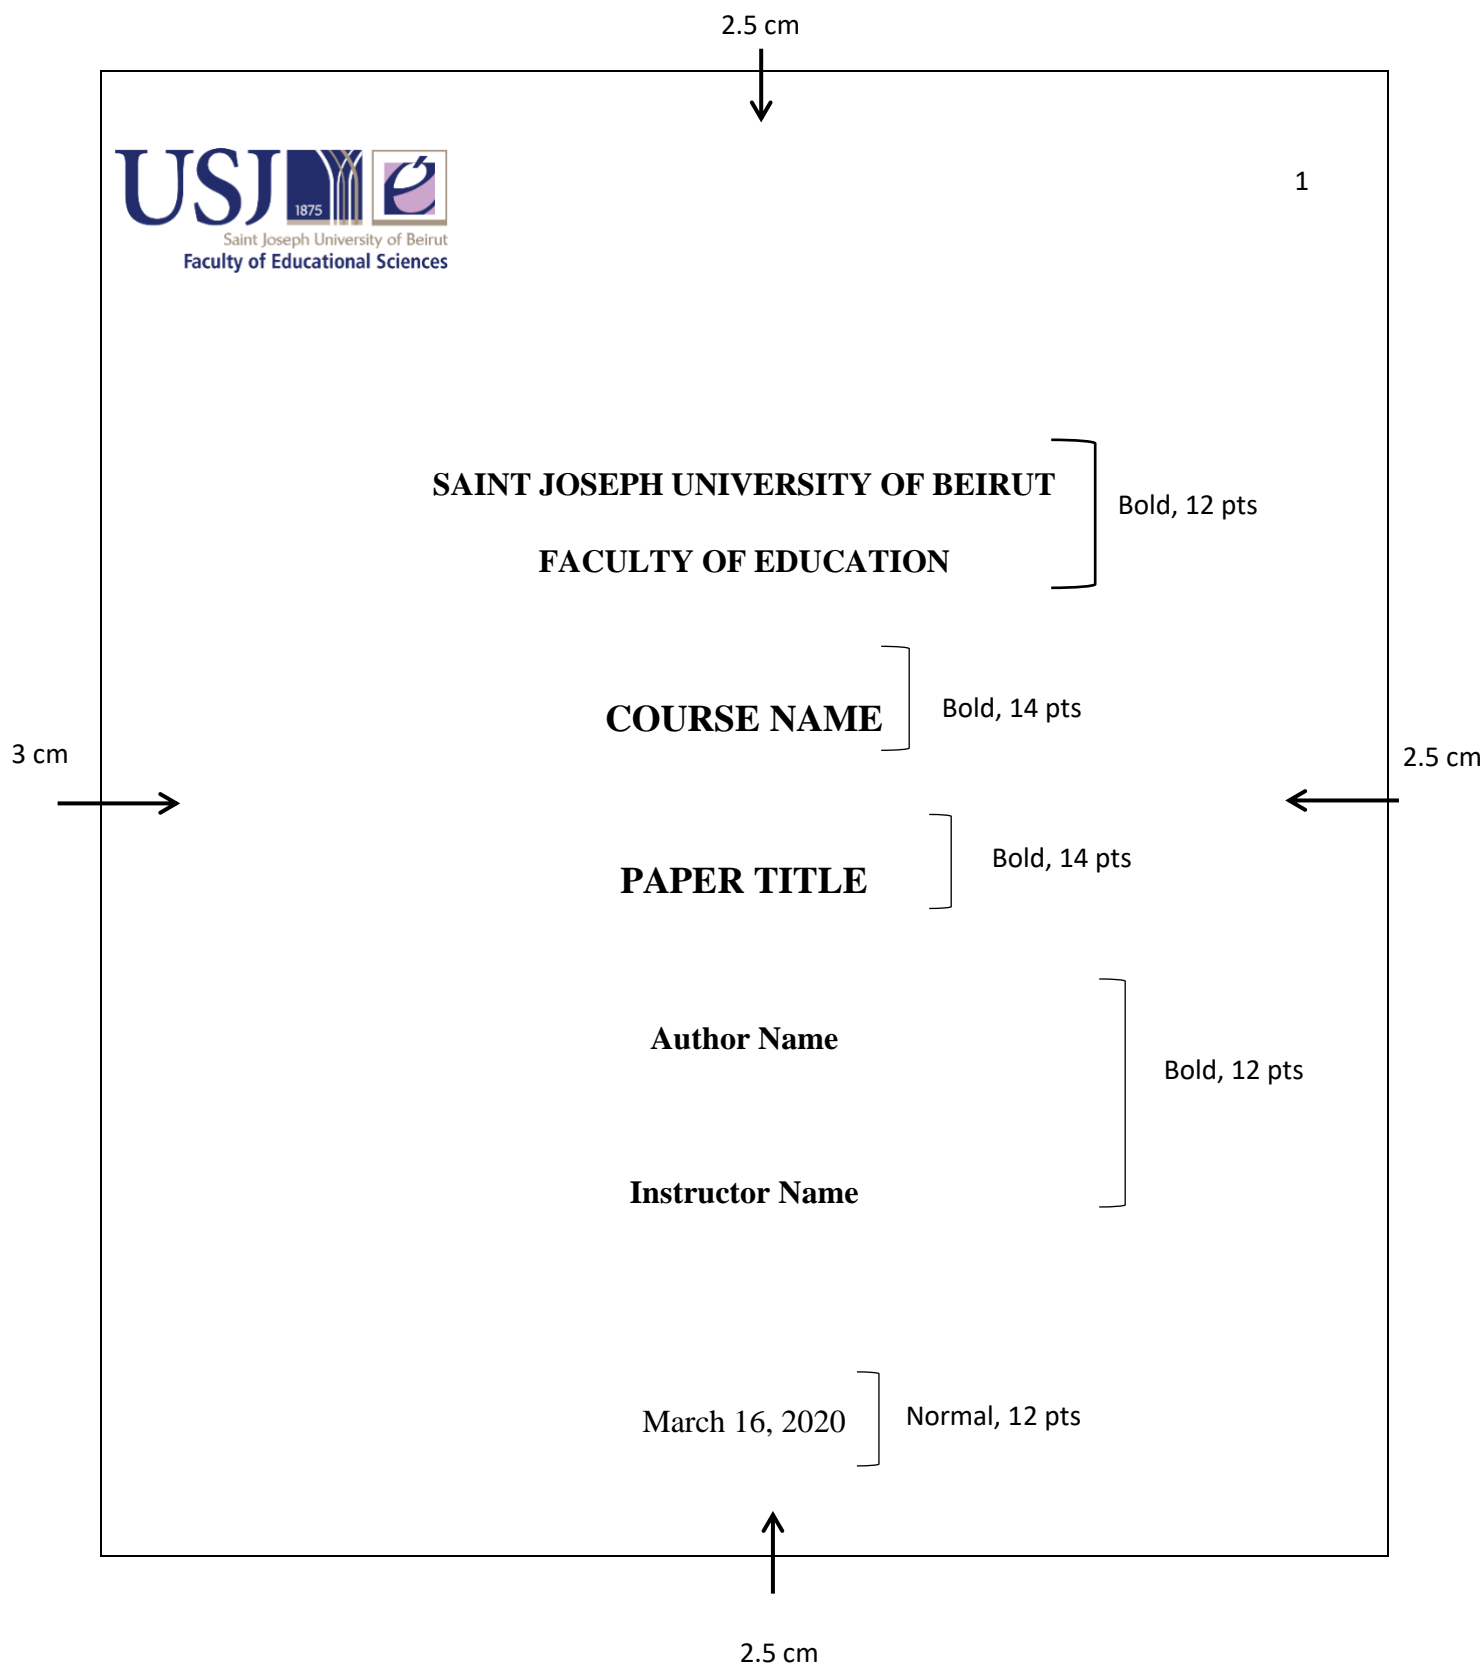 2.5 cm
USJ
1875
1
Saint Joseph University of Beirut
Faculty of Educational Sciences
SAINT JOSEPH UNIVERSITY OF BEIRUT
Bold, 12 pts
FACULTY OF EDUCATION
COURSE NAME
Bold, 14 pts
3 cm
2.5 cm
PAPER TITLE
Bold, 14 pts
Author Name
Bold, 12 pts
Instructor Name
March 16, 2020
Normal, 12 pts
2.5 cm